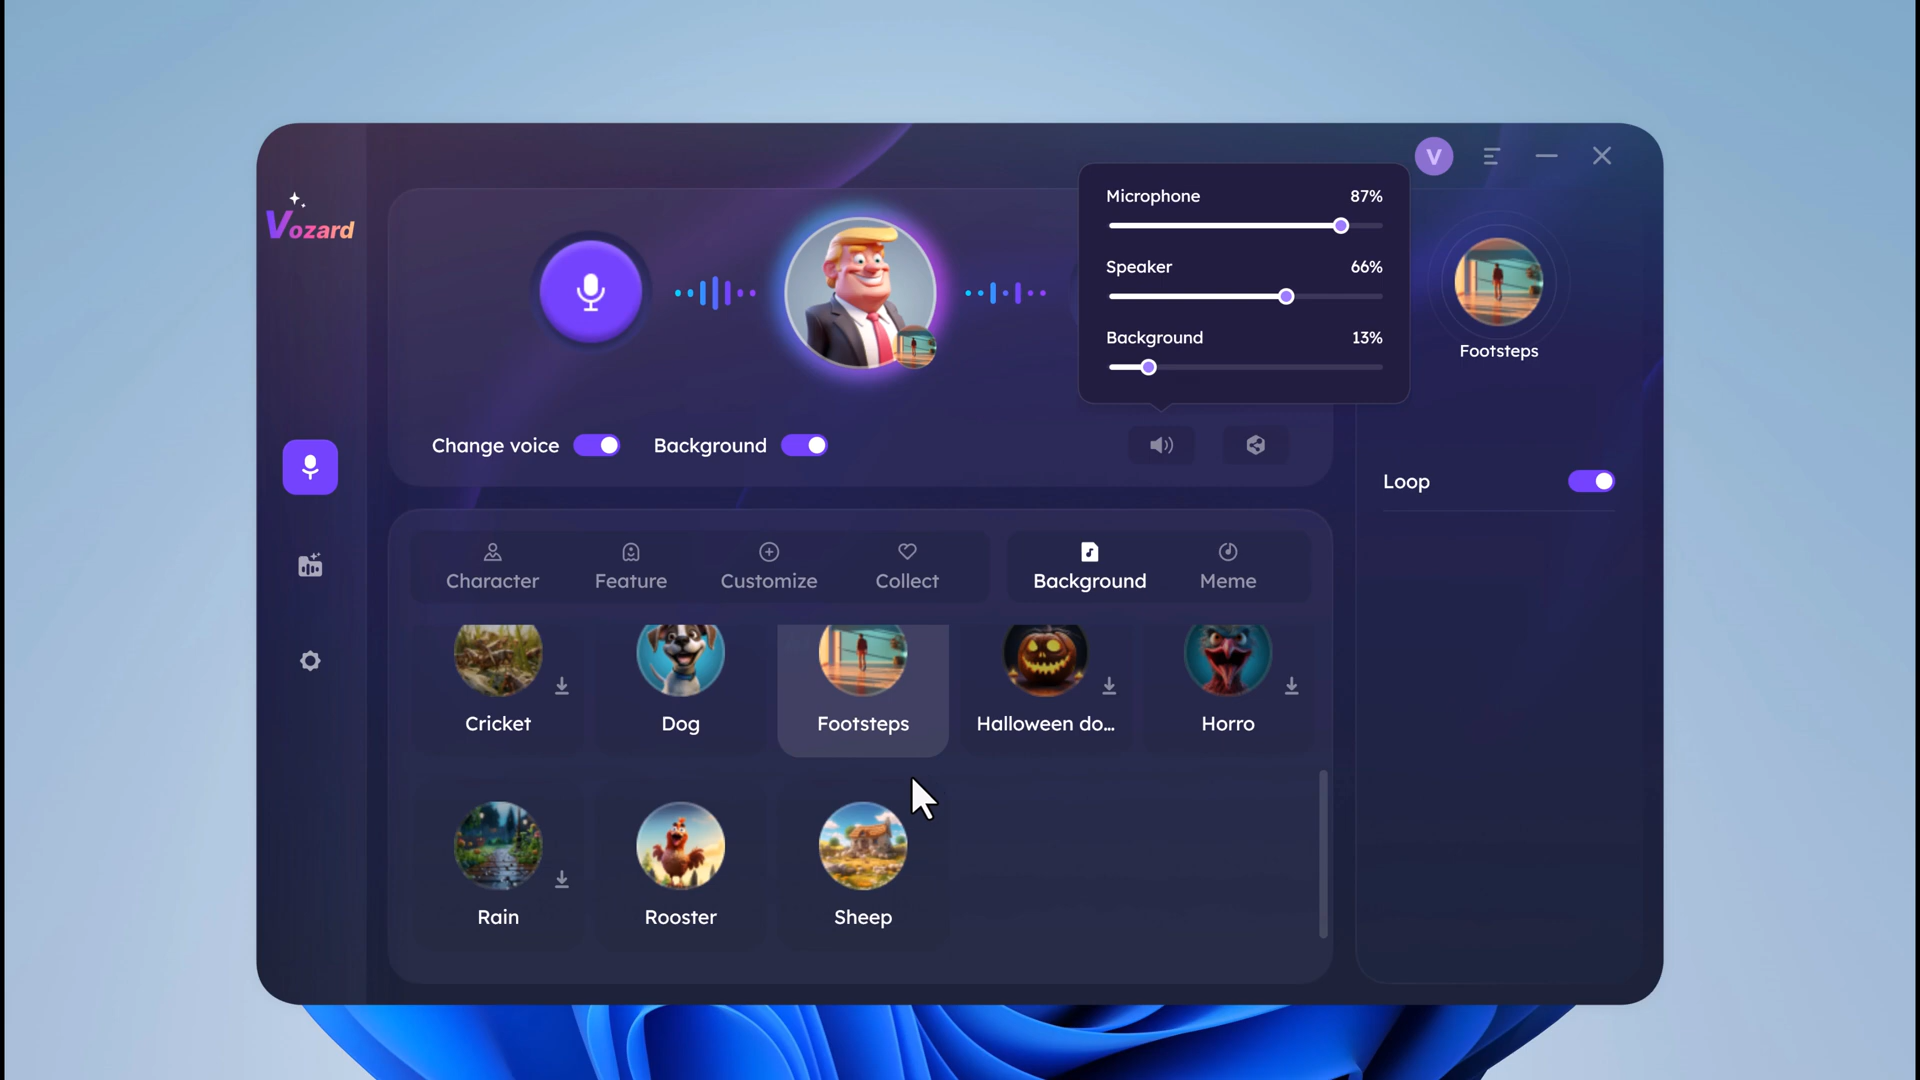 Vozard
V
Microphone 87%
Speaker 66%
Background 13%
Footsteps
Change voice
Background
Loop
Character
Feature
Customize
Collect
Background
Meme
Cricket
Dog
Footsteps
Halloween do...
Horro
Rain
Rooster
Sheep